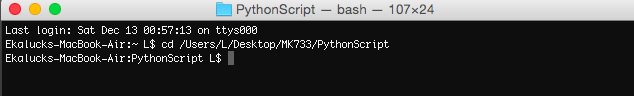 PythonScript — bash — 107×24
Last login: Sat Dec 13 00:57:13 on ttys000
Ekalucks-MacBook-Air:~ L$ cd /Users/L/Desktop/MK733/PythonScript
Ekalucks-MacBook-Air:PythonScript L$